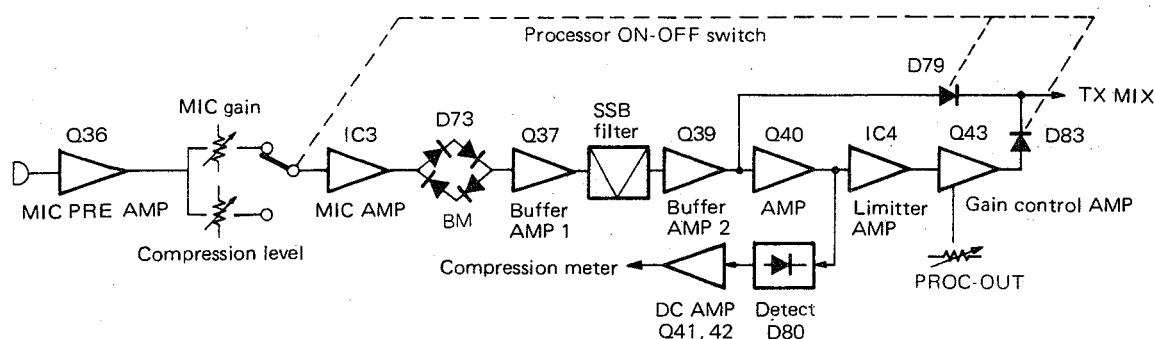 Processor ON-OFF switch
D79
TX MIX
MIC gain
SSB
filter
Q36
IC3
D73
Q37
Q39
Q40
IC4
Q43
D83
MIC PRE AMP
MIC AMP
BM
Buffer
AMP 1
Buffer
AMP 2
AMP
Limitter
AMP
Gain control AMP
Compression level
Compression meter
PROC-OUT
DC AMP
Q41, 42
Detect
D80